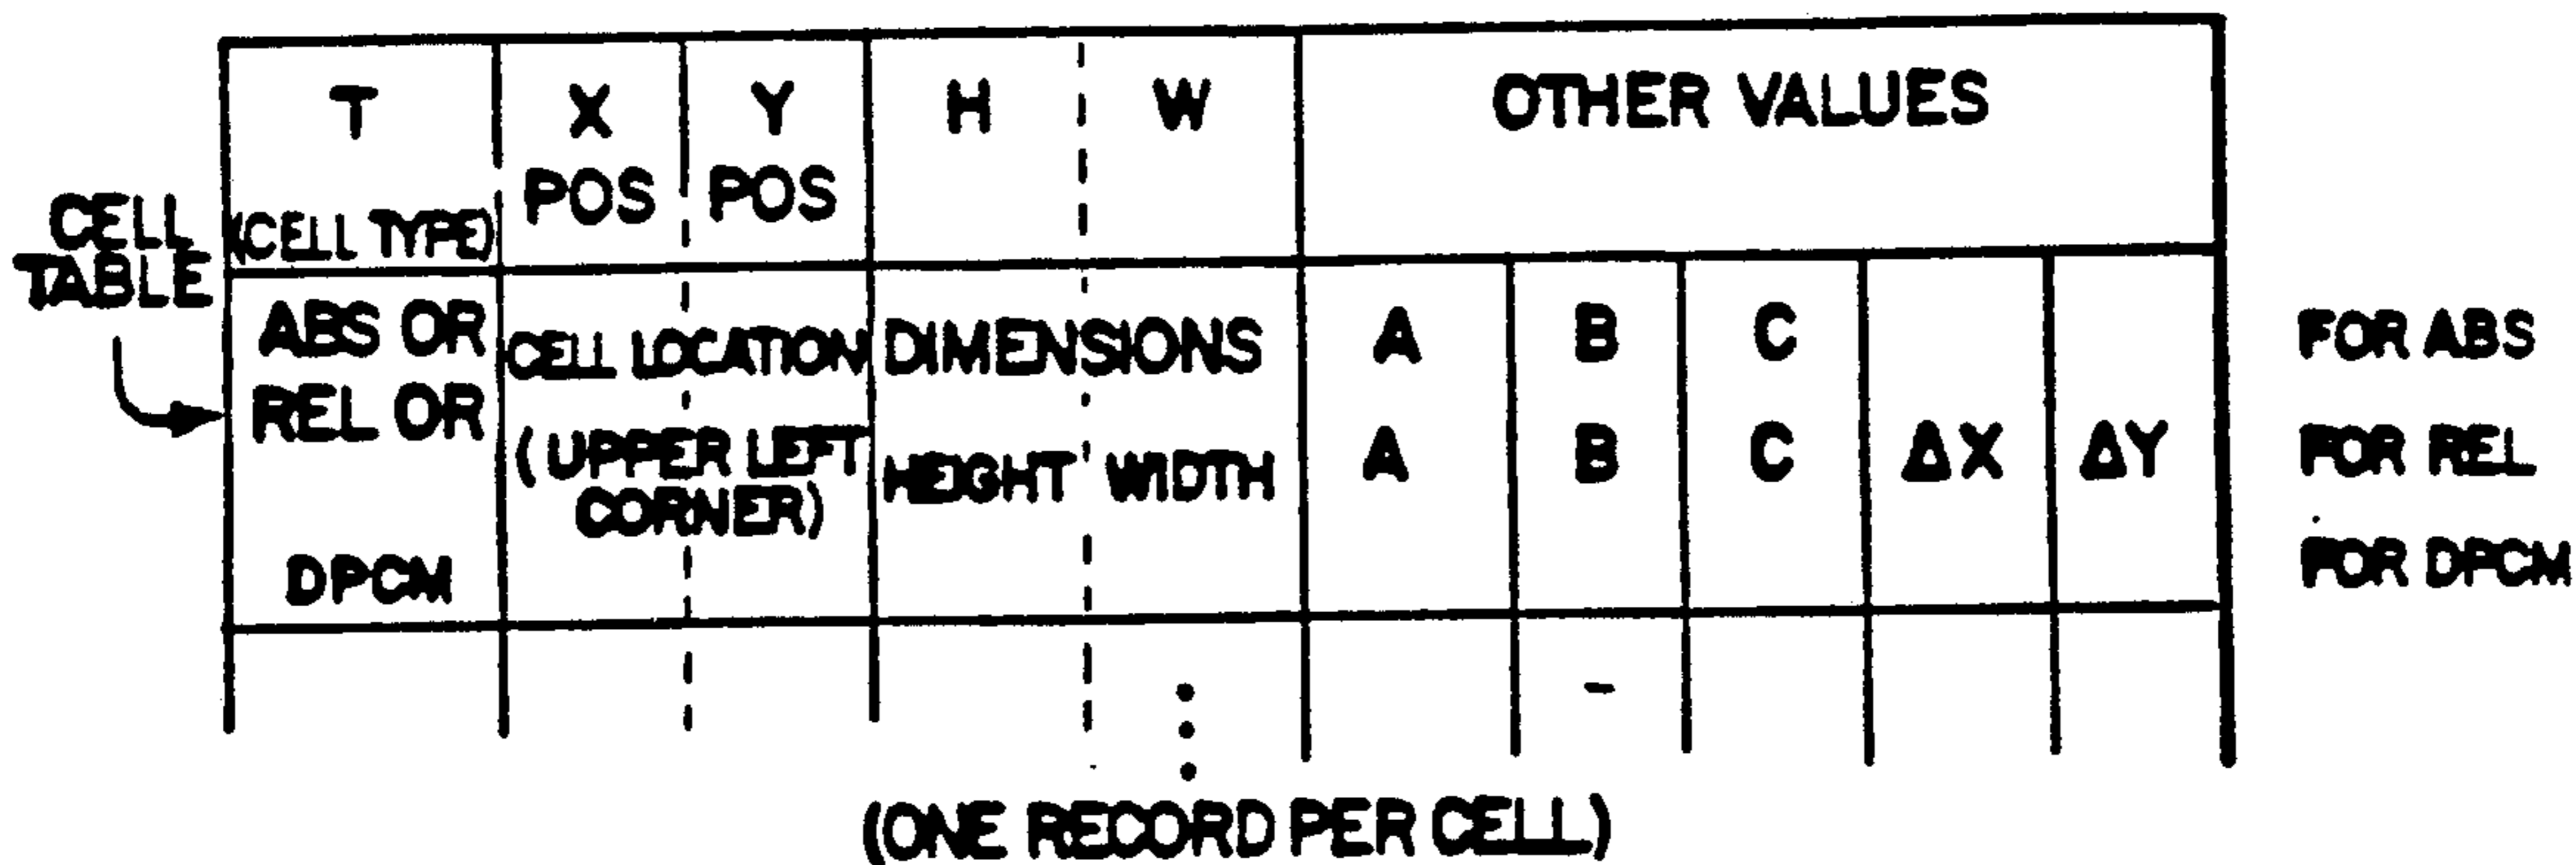 T X Y H W OTHER VALUES
(CELL TYPE) POS POS
CELL TABLE
ABS OR CELL LOCATION DIMENSIONS A B C FOR ABS
REL OR (UPPER LEFT HEIGHT WIDTH A B C ΔX ΔY FOR REL
CORNER)
DPCM FOR DPCM
-
(ONE RECORD PER CELL)